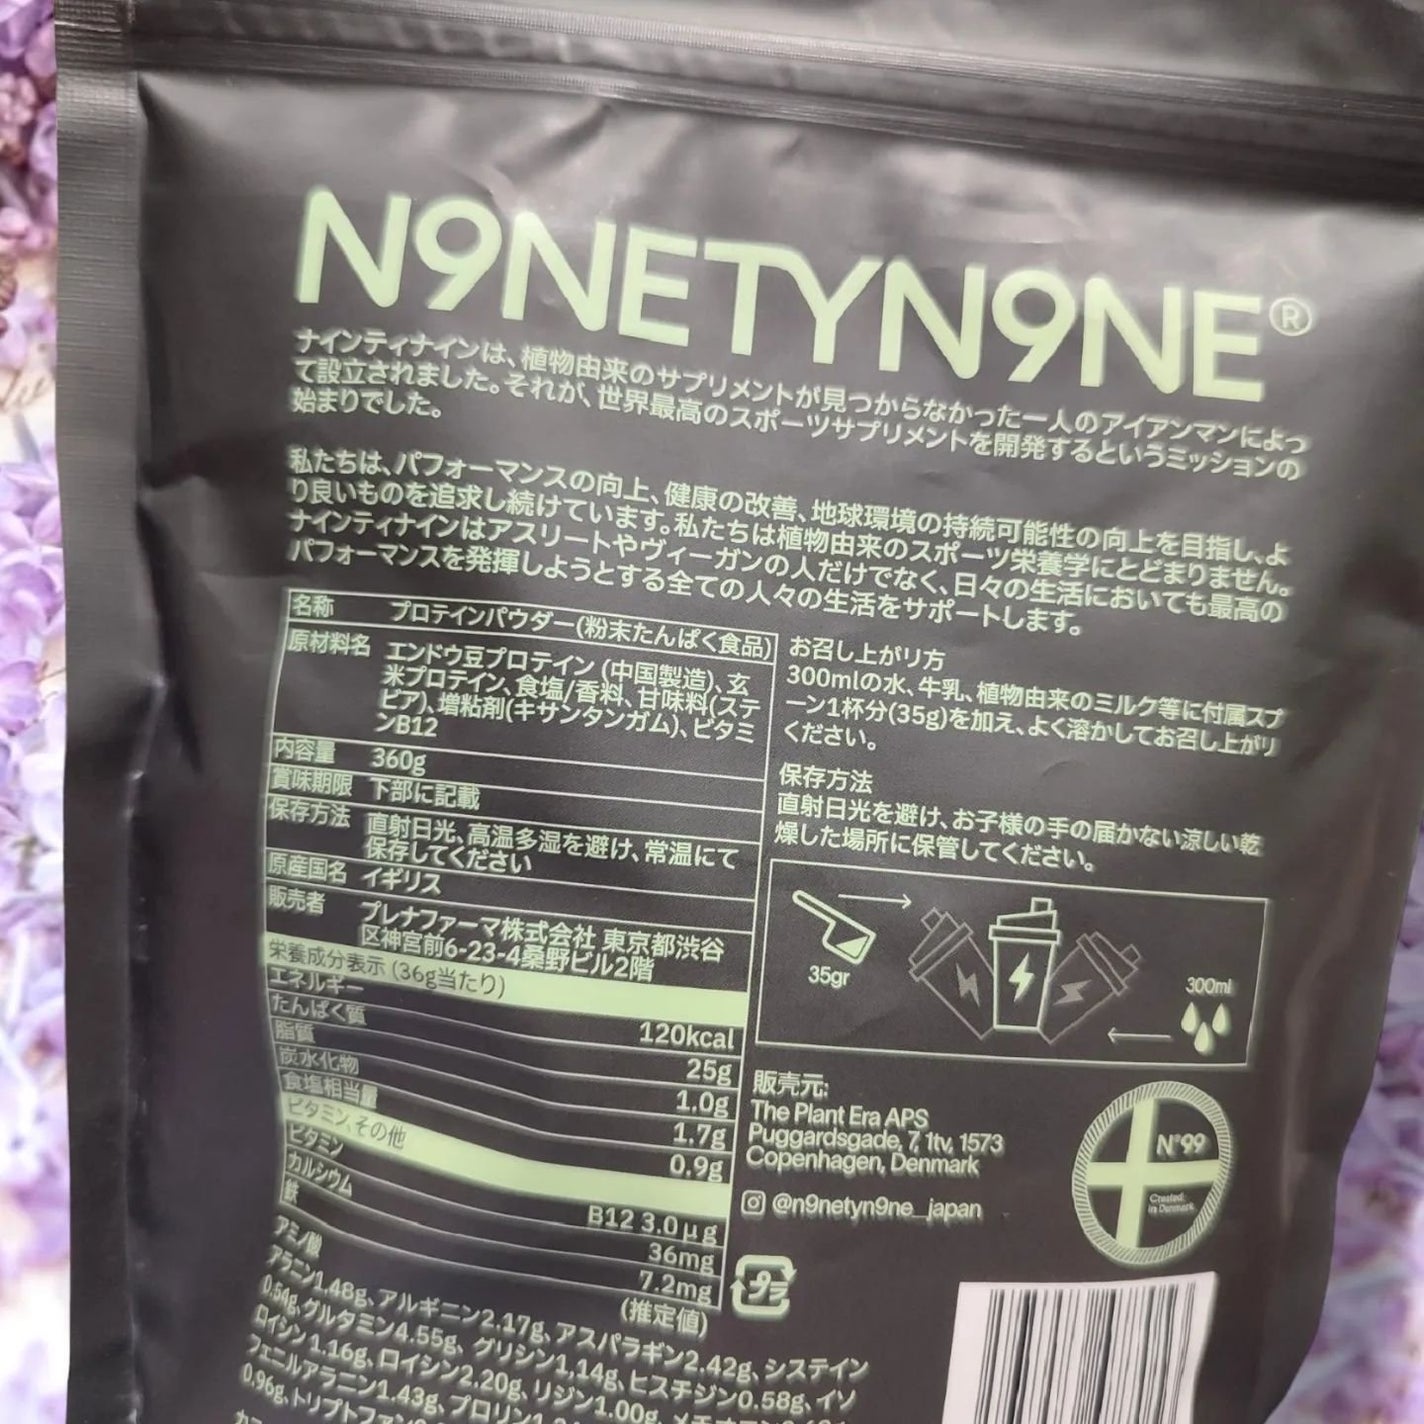 N9NETYN9NE®
ナインティナインは、植物由来のサプリメントが見つからなかった一人のアイアンマンによっ
て設立されました。それが、世界最高のスポーツサプリメントを開発するというミッションの
始まりでした。
私たちは、パフォーマンスの向上、健康の改善、地球環境の持続可能性の向上を目指し、よ
り良いものを追求し続けています。私たちは植物由来のスポーツ栄養学にとどまりません。
ナインティナインはアスリートやヴィーガンの人だけでなく、日々の生活においても最高の
パフォーマンスを発揮しようとする全ての人々の生活をサポートします。
名称 プロテインパウダー(粉末たんぱく食品)
原材料名 エンドウ豆プロテイン (中国製造)、玄
米プロテイン、食塩/香料、甘味料(ステ
ビア)、増粘剤(キサンタンガム)、ビタミ
ンB12
内容量 360g
賞味期限 下部に記載
保存方法 直射日光、高温多湿を避け、常温にて
保存してください
原産国名 イギリス
販売者 プレナファーマ株式会社 東京都渋谷
区神宮前6-23-4桑野ビル2階
栄養成分表示 (36g当たり)
エネルギー 120kcal
たんぱく質 25g
脂質 1.0g
炭水化物 1.7g
食塩相当量 0.9g
ビタミン、その他
ビタミン B12 3.0μg
カルシウム 36mg
鉄 7.2mg
アミノ酸 (推定値)
アラニン1.48g、アルギニン2.17g、アスパラギン2.42g、システイン
0.54g、グルタミン4.55g、グリシン1,14g、ヒスチジン0.58g、イソ
ロイシン1.16g、ロイシン2.20g、リジン1.00g、
フェニルアラニン1.43g、プロリン
0.96g、トリプトファン
お召し上がり方
300mlの水、牛乳、植物由来のミルク等に付属スプ
ーン1杯分(35g)を加え、よく溶かしてお召し上がり
ください。
保存方法
直射日光を避け、お子様の手の届かない涼しい乾
燥した場所に保管してください。
35gr
300ml
販売元:
The Plant Era APS
Puggardsgade, 7, 1tv, 1573
Copenhagen, Denmark
@n9netyn9ne_japan
N°99
Created
in Denmark
プラ